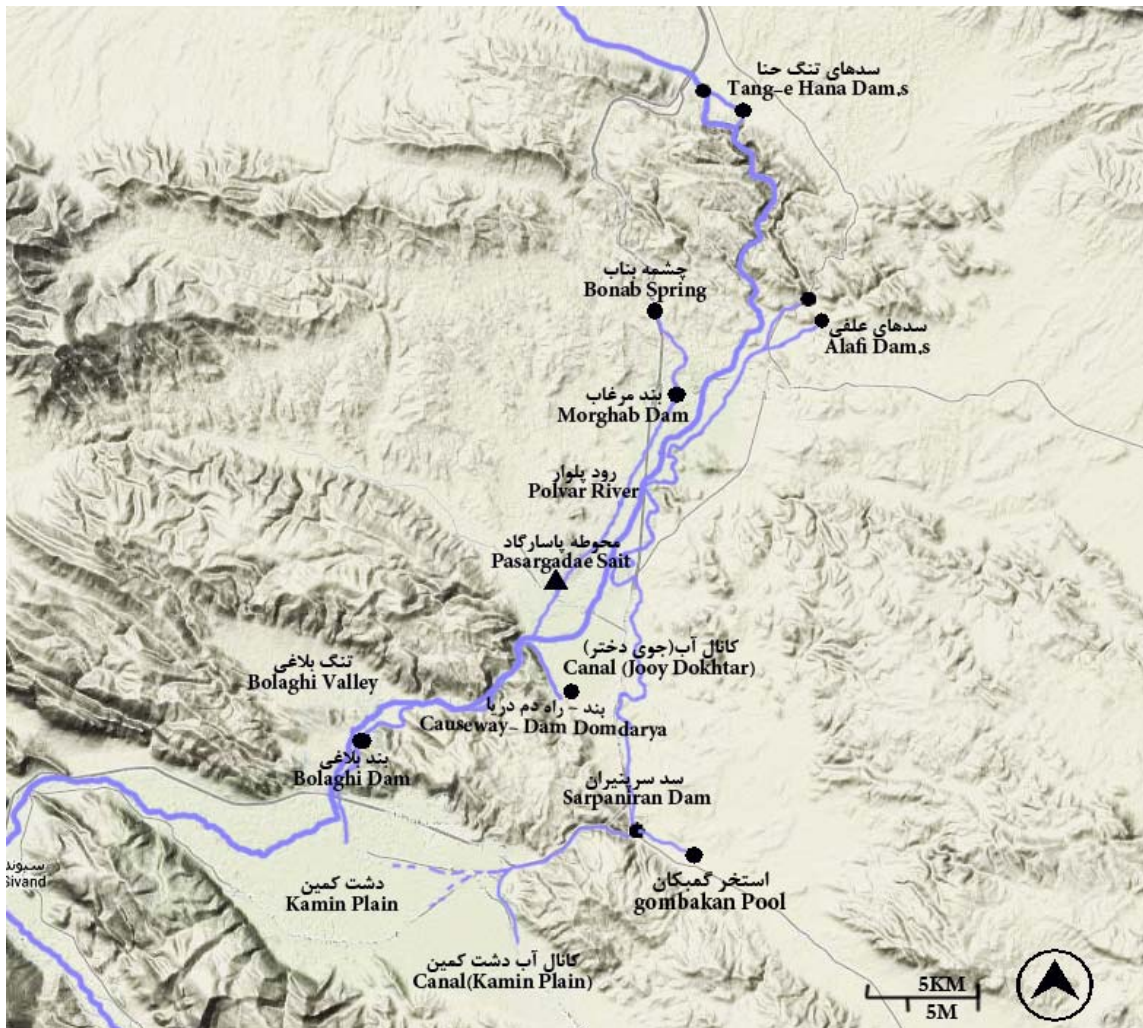 سدهای تنگ حنا
Tang-e Hana Dam,s
چشمه بناب
Bonab Spring
سدهای علفی
Alafi Dam,s
بند مرغاب
Morghab Dam
رود پلوار
Polvar River
محوطه پاسارگاد
Pasargadae Sait
کانال آب(جوی دختر)
Canal (Jooy Dokhtar)
تنگ بلاغی
Bolaghi Valley
بند - راه دم دریا
Causeway- Dam Domdarya
بند بلاغی
Bolaghi Dam
سد سرپنیران
Sarpaniran Dam
سیوند
Sivand
دشت کمین
Kamin Plain
استخر گمبکان
gombakan Pool
کانال آب دشت کمین
Canal(Kamin Plain)
5KM
5M